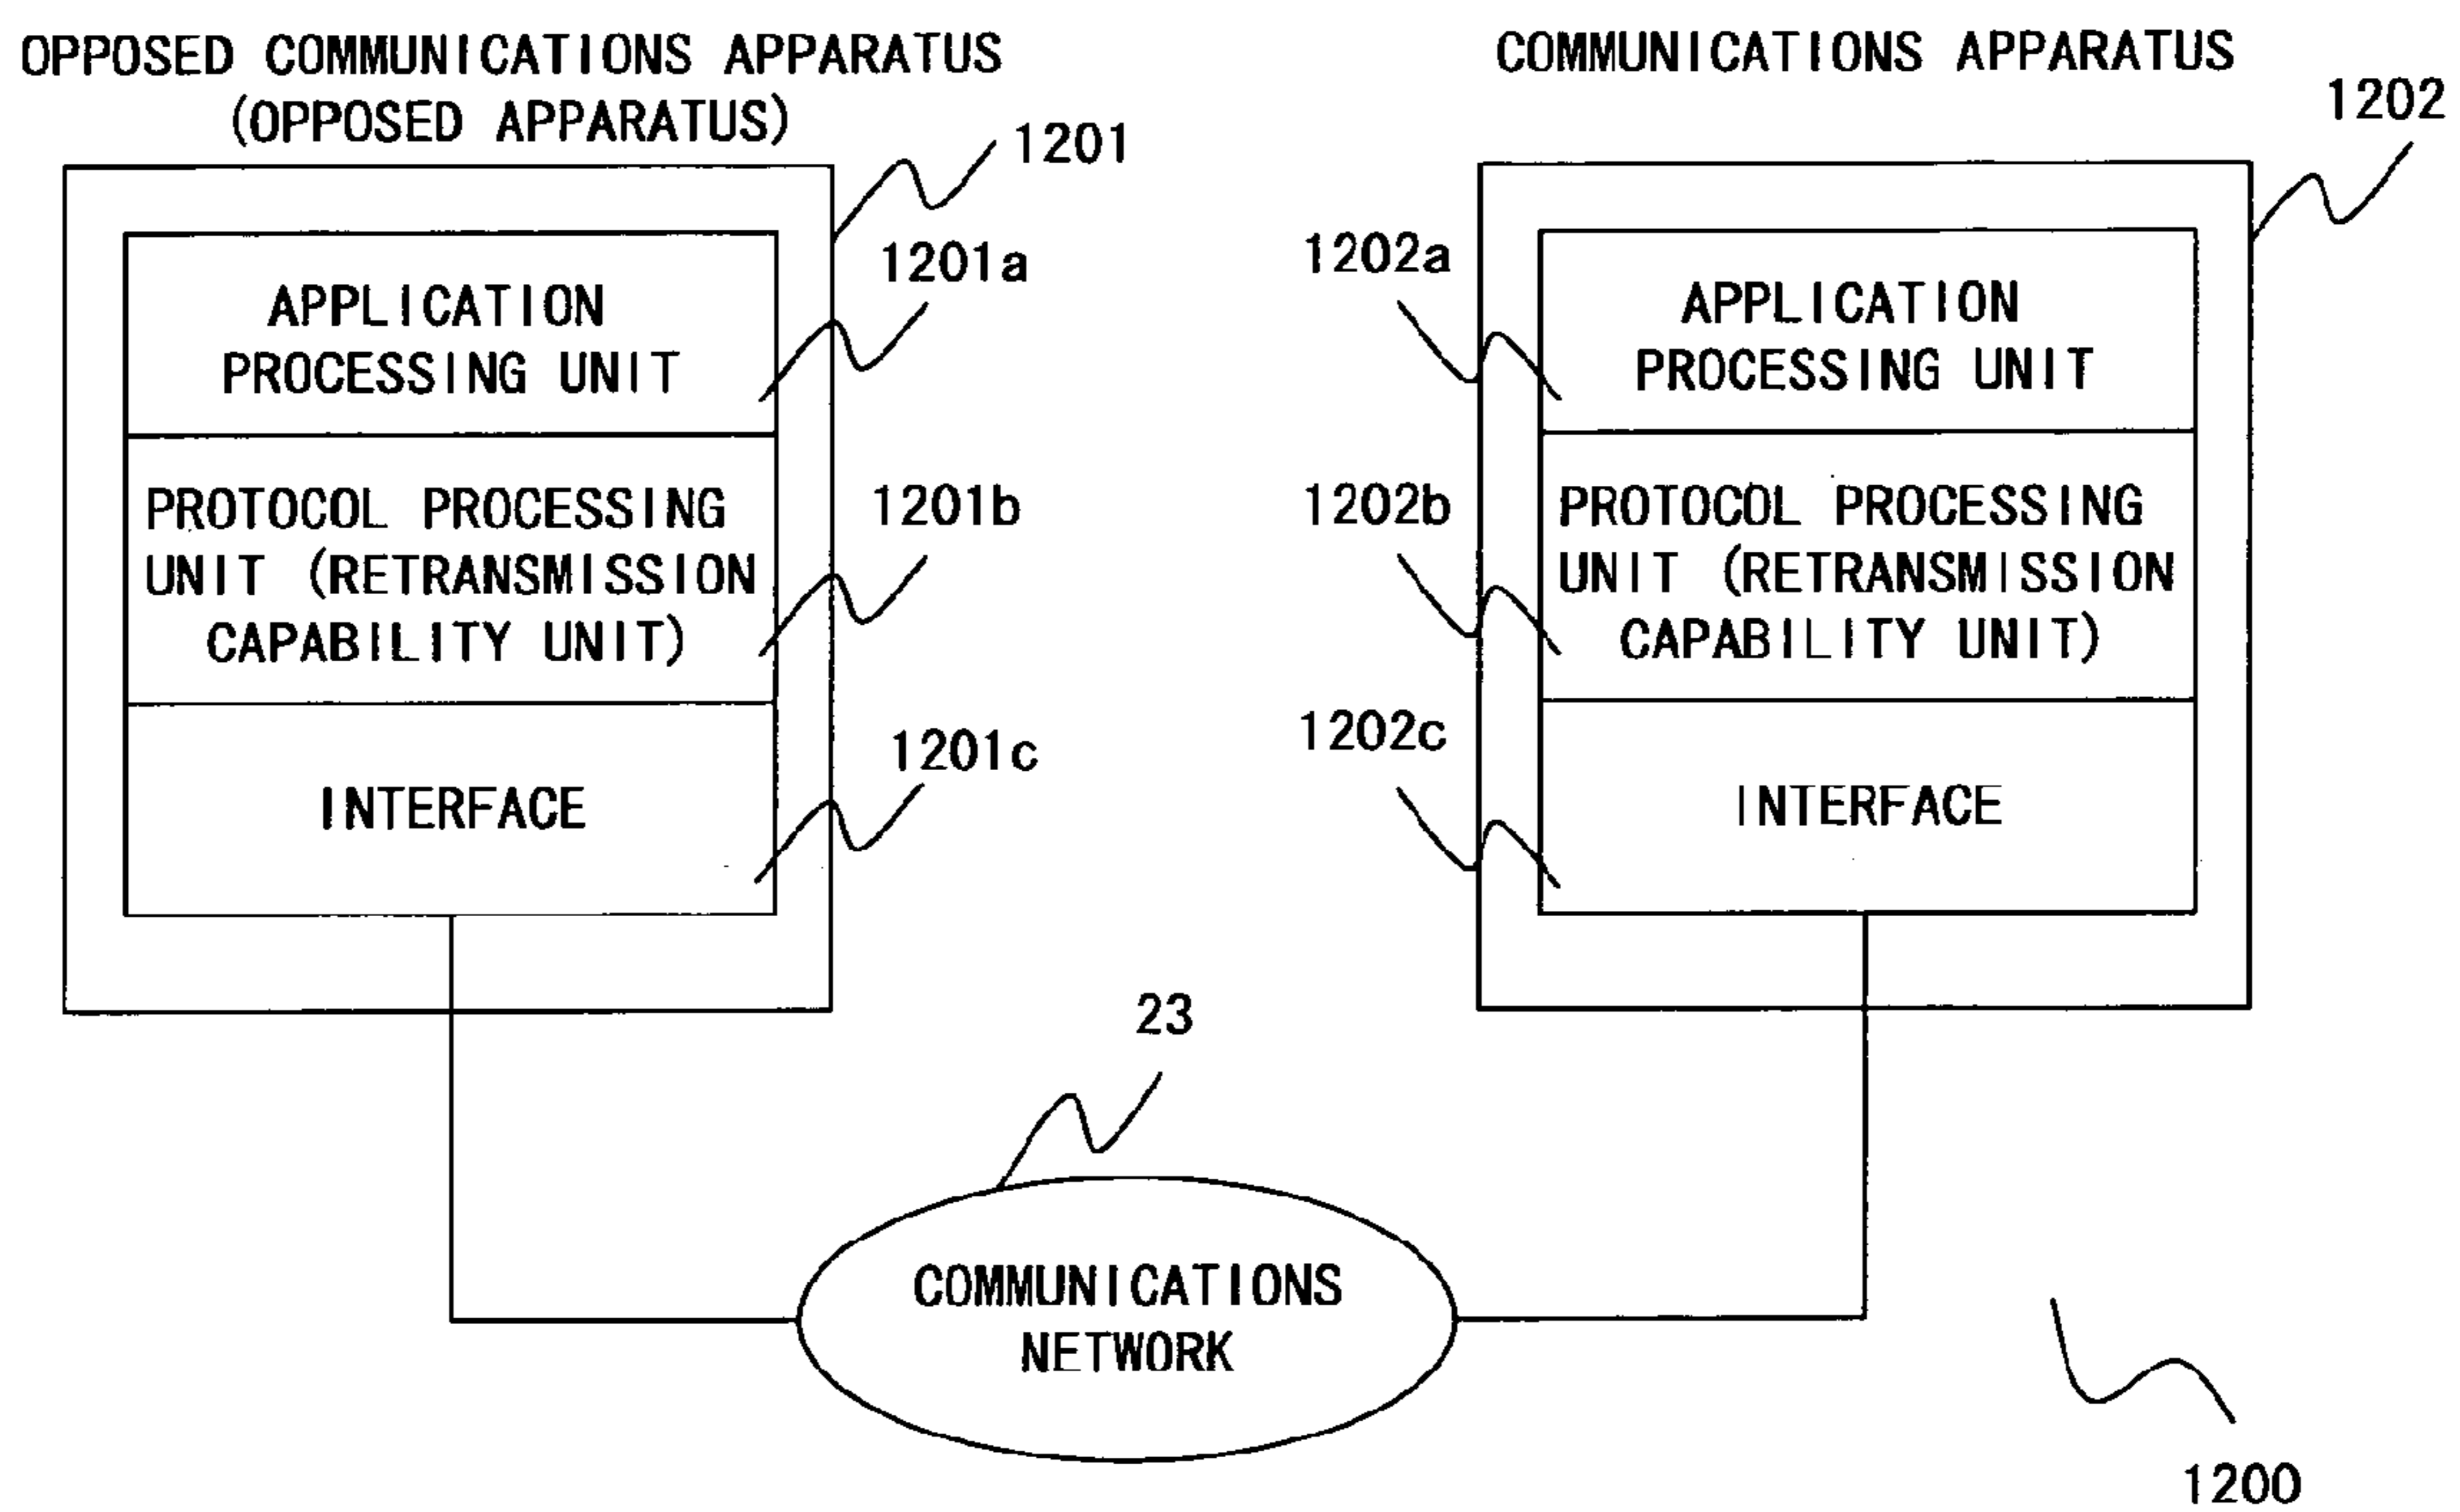 OPPOSED COMMUNICATIONS APPARATUS
(OPPOSED APPARATUS)
1201
1201a
APPLICATION
PROCESSING UNIT
1201b
PROTOCOL PROCESSING
UNIT (RETRANSMISSION
CAPABILITY UNIT)
1201c
INTERFACE
COMMUNICATIONS APPARATUS
1202
1202a
APPLICATION
PROCESSING UNIT
1202b
PROTOCOL PROCESSING
UNIT (RETRANSMISSION
CAPABILITY UNIT)
1202c
INTERFACE
23
COMMUNICATIONS
NETWORK
1200